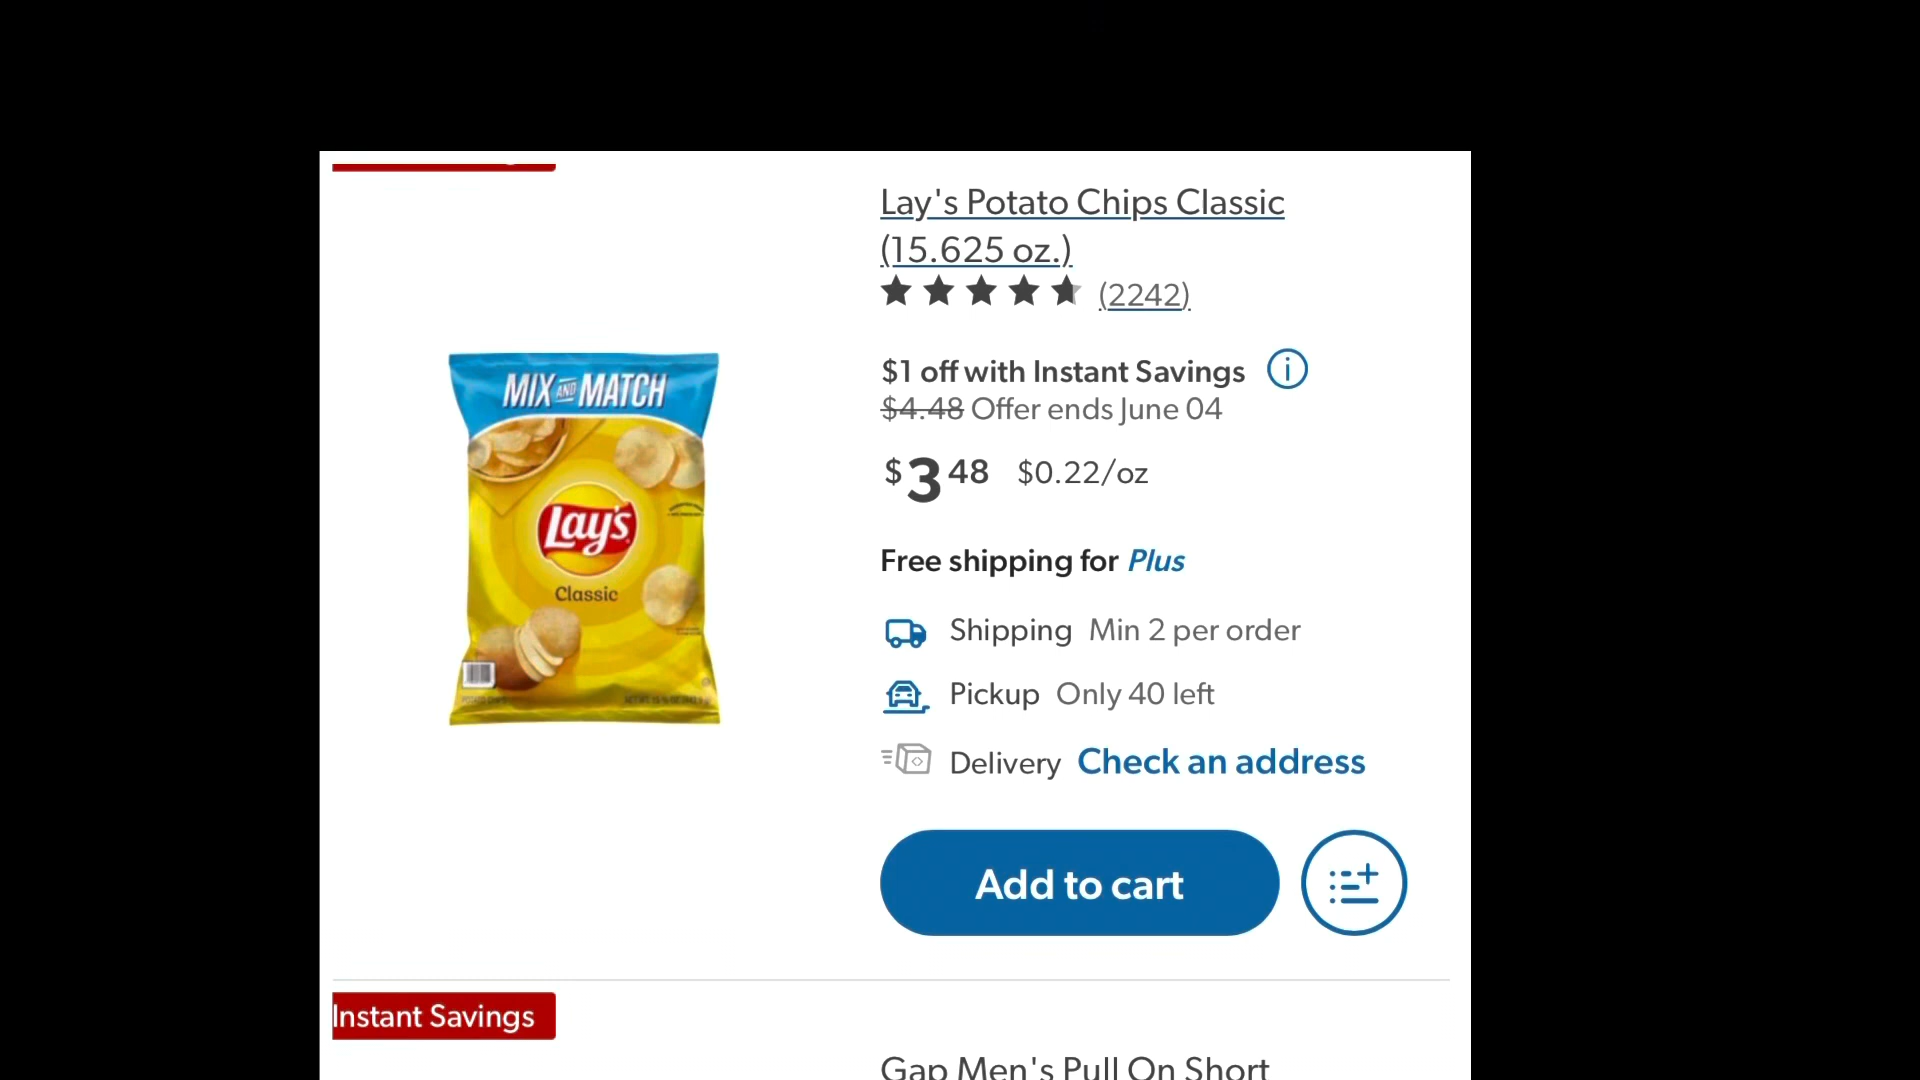 Lay's Potato Chips Classic
(15.625 oz.)
(2242)
$1 off with Instant Savings
$4.48 Offer ends June 04
$3 48 $0.22/oz
Free shipping for Plus
Shipping Min 2 per order
Pickup Only 40 left
Delivery Check an address
Add to cart
MIX AND MATCH
Lay's
Classic
Instant Savings
Gap Men's Pull On Short